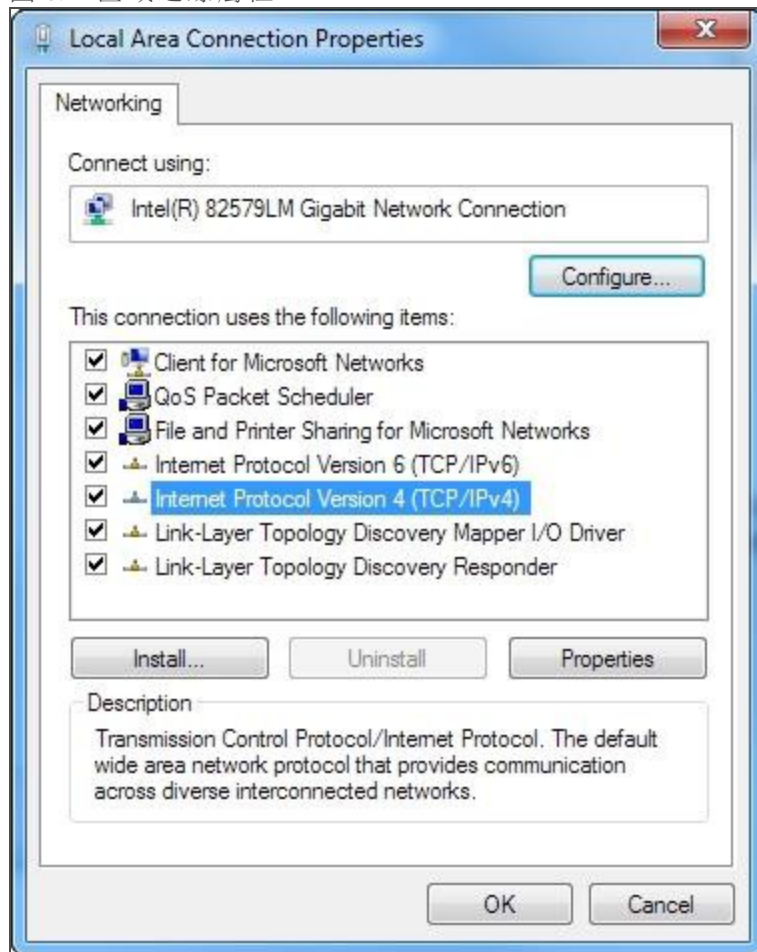 Local Area Connection Properties
Networking
Connect using:
Intel(R) 82579LM Gigabit Network Connection
Configure...
This connection uses the following items:
Client for Microsoft Networks
QoS Packet Scheduler
File and Printer Sharing for Microsoft Networks
Internet Protocol Version 6 (TCP/IPv6)
Internet Protocol Version 4 (TCP/IPv4)
Link-Layer Topology Discovery Mapper I/O Driver
Link-Layer Topology Discovery Responder
Install...
Uninstall
Properties
Description
Transmission Control Protocol/Internet Protocol. The default
wide area network protocol that provides communication
across diverse interconnected networks.
OK
Cancel